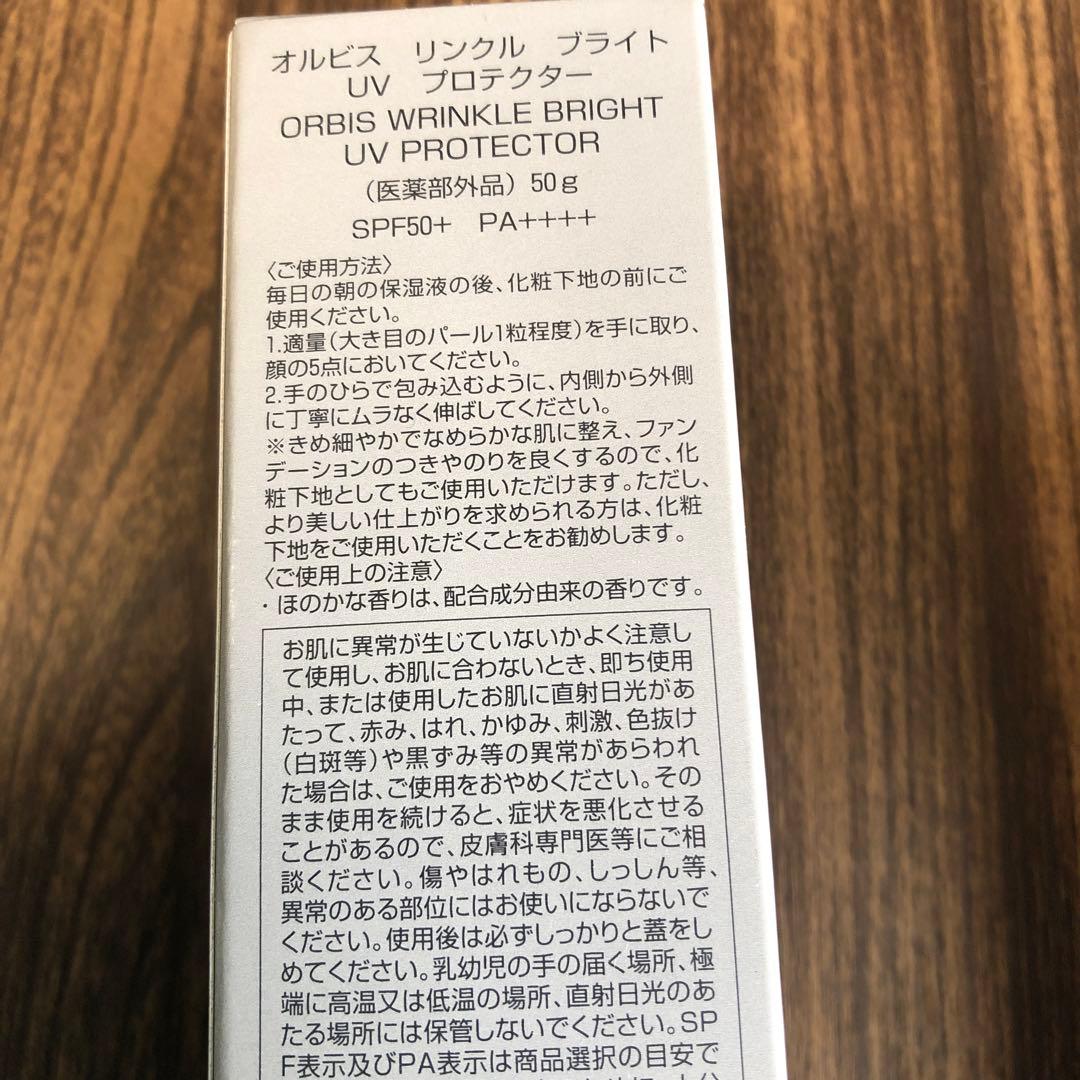 オルビス　リンクル　ブライト
UV　プロテクター
ORBIS WRINKLE BRIGHT
UV PROTECTOR
（医薬部外品）50g
SPF50+　PA++++
〈ご使用方法〉
毎日の朝の保湿液の後、化粧下地の前にご
使用ください。
1.適量（大き目のパール1粒程度）を手に取り、
顔の5点においてください。
2.手のひらで包み込むように、内側から外側
に丁寧にムラなく伸ばしてください。
※きめ細やかでなめらかな肌に整え、ファン
デーションのつきやのりを良くするので、化
粧下地としてもご使用いただけます。ただし、
より美しい仕上がりを求められる方は、化粧
下地をご使用いただくことをお勧めします。
〈ご使用上の注意〉
・ほのかな香りは、配合成分由来の香りです。
お肌に異常が生じていないかよく注意し
て使用し、お肌に合わないとき、即ち使用
中、または使用したお肌に直射日光があ
たって、赤み、はれ、かゆみ、刺激、色抜け
（白斑等）や黒ずみ等の異常があらわれ
た場合は、ご使用をおやめください。その
まま使用を続けると、症状を悪化させる
ことがあるので、皮膚科専門医等にご相
談ください。傷やはれもの、しっしん等、
異常のある部位にはお使いにならないで
ください。使用後は必ずしっかりと蓋をし
めてください。乳幼児の手の届く場所、極
端に高温又は低温の場所、直射日光のあ
たる場所には保管しないでください。SP
F表示及びPA表示は商品選択の目安で